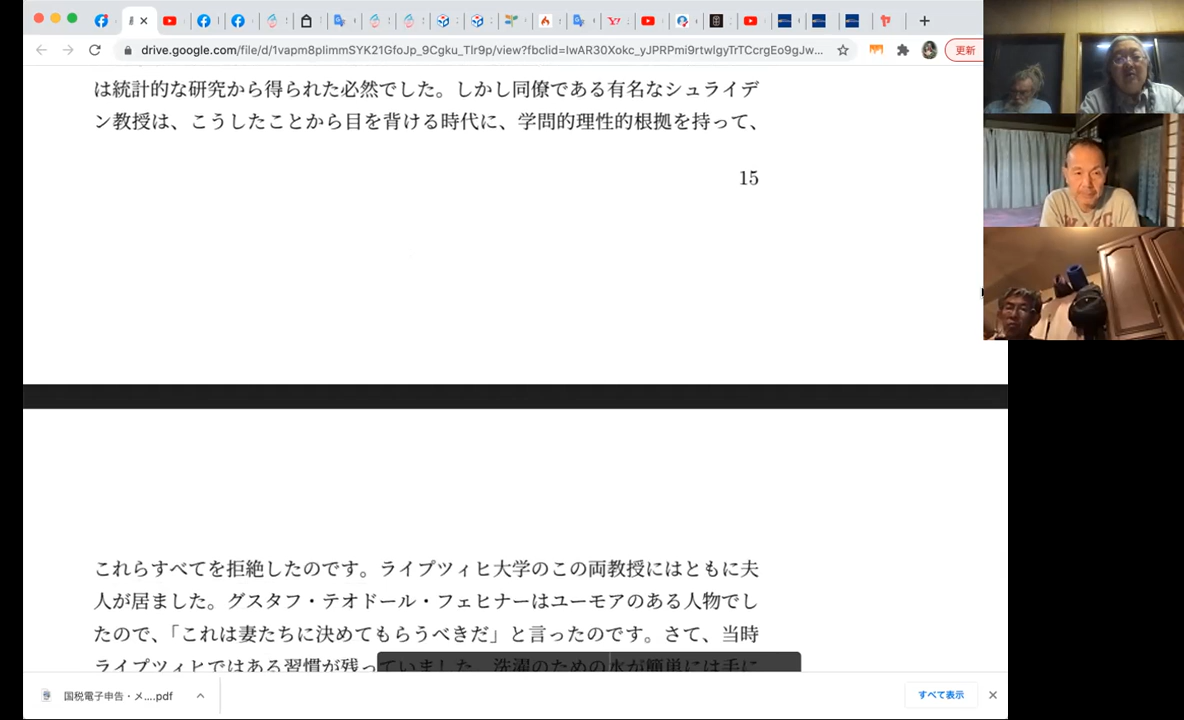 drive.google.com/file/d/1vapm8pIimmSYK21GfoJp_9Cgku_Tlr9p/view?fbclid=IwAR30Xokc_yJPRPmi9rtwIgyTrTCcrgEo9gJw...
更新
は統計的な研究から得られた必然でした。しかし同僚である有名なシュライデ
ン教授は、こうしたことから目を背ける時代に、学問的理性的根拠を持って、
15
これらすべてを拒絶したのです。ライプツィヒ大学のこの両教授にはともに夫
人が居ました。グスタフ・テオドール・フェヒナーはユーモアのある人物でし
たので、「これは妻たちに決めてもらうべきだ」と言ったのです。さて、当時
ライプツィヒではある習慣が残っていました。洗濯のための水が簡単には手に
国税電子申告・メ....pdf
すべて表示